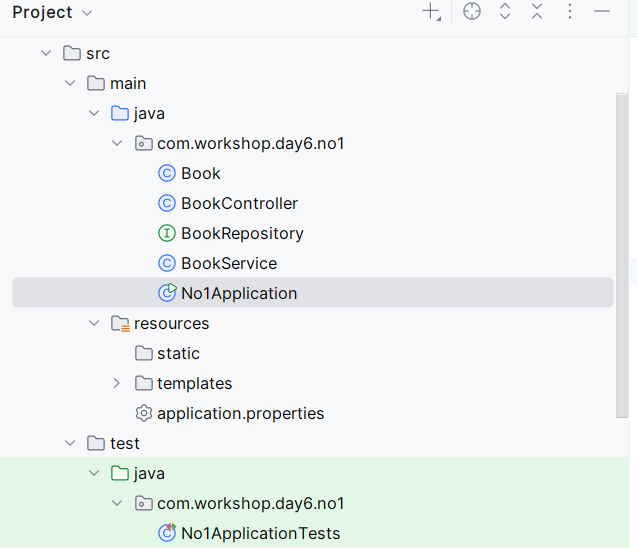 Project
src
main
java
com.workshop.day6.no1
Book
BookController
BookRepository
BookService
No1Application
resources
static
templates
application.properties
test
java
com.workshop.day6.no1
No1ApplicationTests